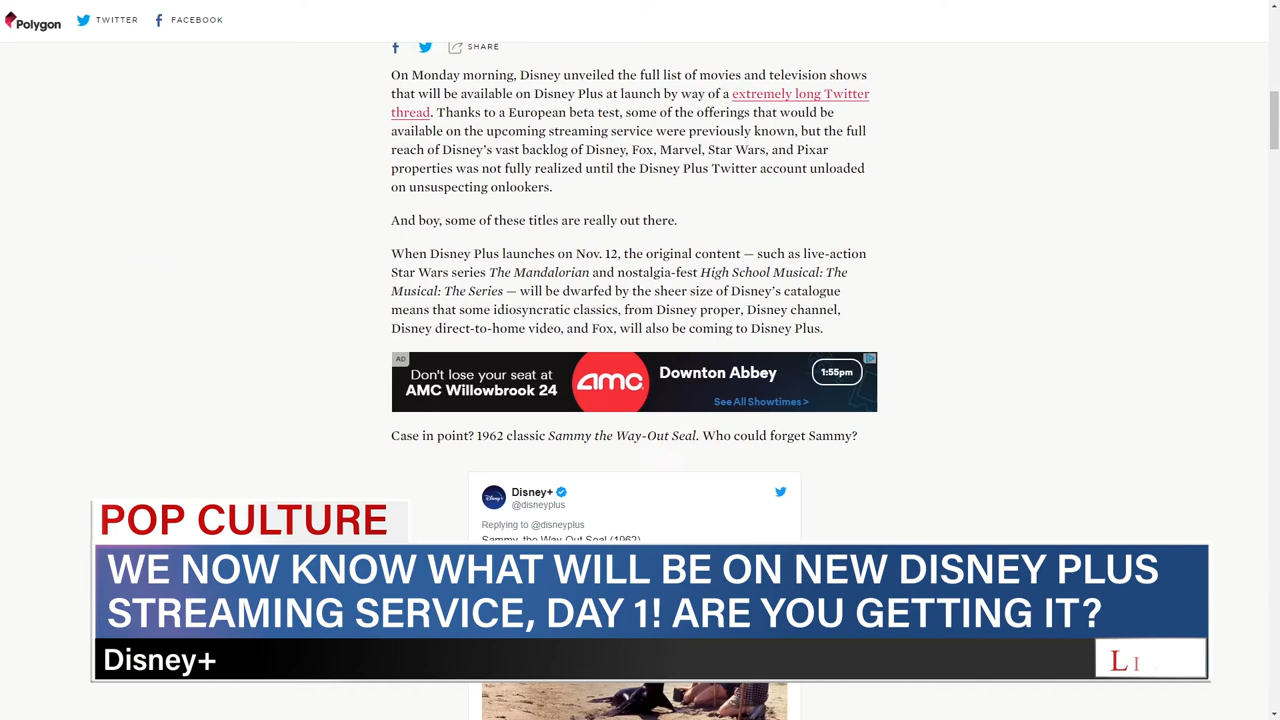 Polygon TWITTER FACEBOOK
SHARE
On Monday morning, Disney unveiled the full list of movies and television shows
that will be available on Disney Plus at launch by way of a extremely long Twitter
thread. Thanks to a European beta test, some of the offerings that would be
available on the upcoming streaming service were previously known, but the full
reach of Disney’s vast backlog of Disney, Fox, Marvel, Star Wars, and Pixar
properties was not fully realized until the Disney Plus Twitter account unloaded
on unsuspecting onlookers.
And boy, some of these titles are really out there.
When Disney Plus launches on Nov. 12, the original content — such as live-action
Star Wars series The Mandalorian and nostalgia-fest High School Musical: The
Musical: The Series — will be dwarfed by the sheer size of Disney’s catalogue
means that some idiosyncratic classics, from Disney proper, Disney channel,
Disney direct-to-home video, and Fox, will also be coming to Disney Plus.
AD
Don't lose your seat at
AMC Willowbrook 24
amc
Downton Abbey
1:55pm
See All Showtimes >
Case in point? 1962 classic Sammy the Way-Out Seal. Who could forget Sammy?
Disney+
@disneyplus
Replying to @disneyplus
Sammy, the Way-Out Seal (1962)
POP CULTURE
WE NOW KNOW WHAT WILL BE ON NEW DISNEY PLUS
STREAMING SERVICE, DAY 1! ARE YOU GETTING IT?
Disney+
LI